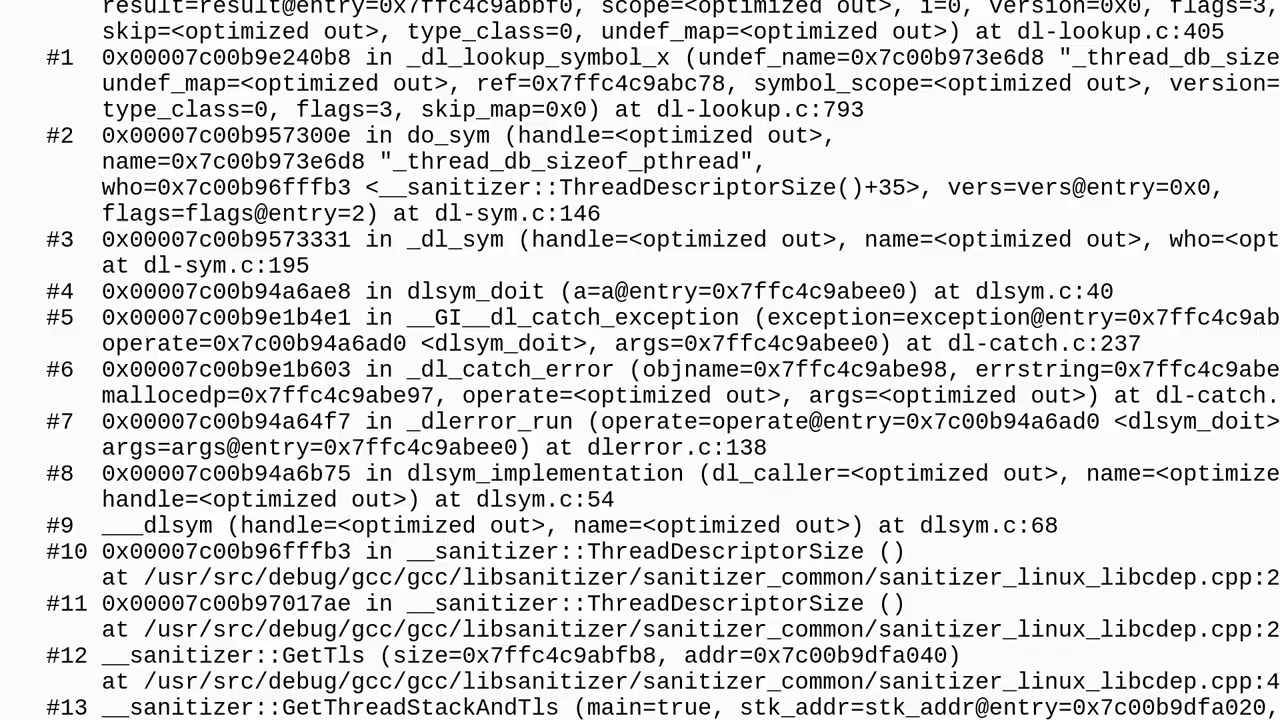 result=result@entry=0x7ffc4c9abbf0, scope=<optimized out>, i=0, version=0x0, flags=3,
skip=<optimized out>, type_class=0, undef_map=<optimized out>) at dl-lookup.c:405
#1  0x00007c00b9e240b8 in _dl_lookup_symbol_x (undef_name=0x7c00b973e6d8 "_thread_db_size
undef_map=<optimized out>, ref=0x7ffc4c9abc78, symbol_scope=<optimized out>, version=
type_class=0, flags=3, skip_map=0x0) at dl-lookup.c:793
#2  0x00007c00b957300e in do_sym (handle=<optimized out>,
name=0x7c00b973e6d8 "_thread_db_sizeof_pthread",
who=0x7c00b96fffb3 <__sanitizer::ThreadDescriptorSize()+35>, vers=vers@entry=0x0,
flags=flags@entry=2) at dl-sym.c:146
#3  0x00007c00b9573331 in _dl_sym (handle=<optimized out>, name=<optimized out>, who=<opt
at dl-sym.c:195
#4  0x00007c00b94a6ae8 in dlsym_doit (a=a@entry=0x7ffc4c9abee0) at dlsym.c:40
#5  0x00007c00b9e1b4e1 in __GI__dl_catch_exception (exception=exception@entry=0x7ffc4c9ab
operate=0x7c00b94a6ad0 <dlsym_doit>, args=0x7ffc4c9abee0) at dl-catch.c:237
#6  0x00007c00b9e1b603 in _dl_catch_error (objname=0x7ffc4c9abe98, errstring=0x7ffc4c9abe
mallocedp=0x7ffc4c9abe97, operate=<optimized out>, args=<optimized out>) at dl-catch.
#7  0x00007c00b94a64f7 in _dlerror_run (operate=operate@entry=0x7c00b94a6ad0 <dlsym_doit>
args=args@entry=0x7ffc4c9abee0) at dlerror.c:138
#8  0x00007c00b94a6b75 in dlsym_implementation (dl_caller=<optimized out>, name=<optimize
handle=<optimized out>) at dlsym.c:54
#9  ___dlsym (handle=<optimized out>, name=<optimized out>) at dlsym.c:68
#10 0x00007c00b96fffb3 in __sanitizer::ThreadDescriptorSize ()
at /usr/src/debug/gcc/gcc/libsanitizer/sanitizer_common/sanitizer_linux_libcdep.cpp:2
#11 0x00007c00b97017ae in __sanitizer::ThreadDescriptorSize ()
at /usr/src/debug/gcc/gcc/libsanitizer/sanitizer_common/sanitizer_linux_libcdep.cpp:2
#12 __sanitizer::GetTls (size=0x7ffc4c9abfb8, addr=0x7c00b9dfa040)
at /usr/src/debug/gcc/gcc/libsanitizer/sanitizer_common/sanitizer_linux_libcdep.cpp:4
#13 __sanitizer::GetThreadStackAndTls (main=true, stk_addr=stk_addr@entry=0x7c00b9dfa020,